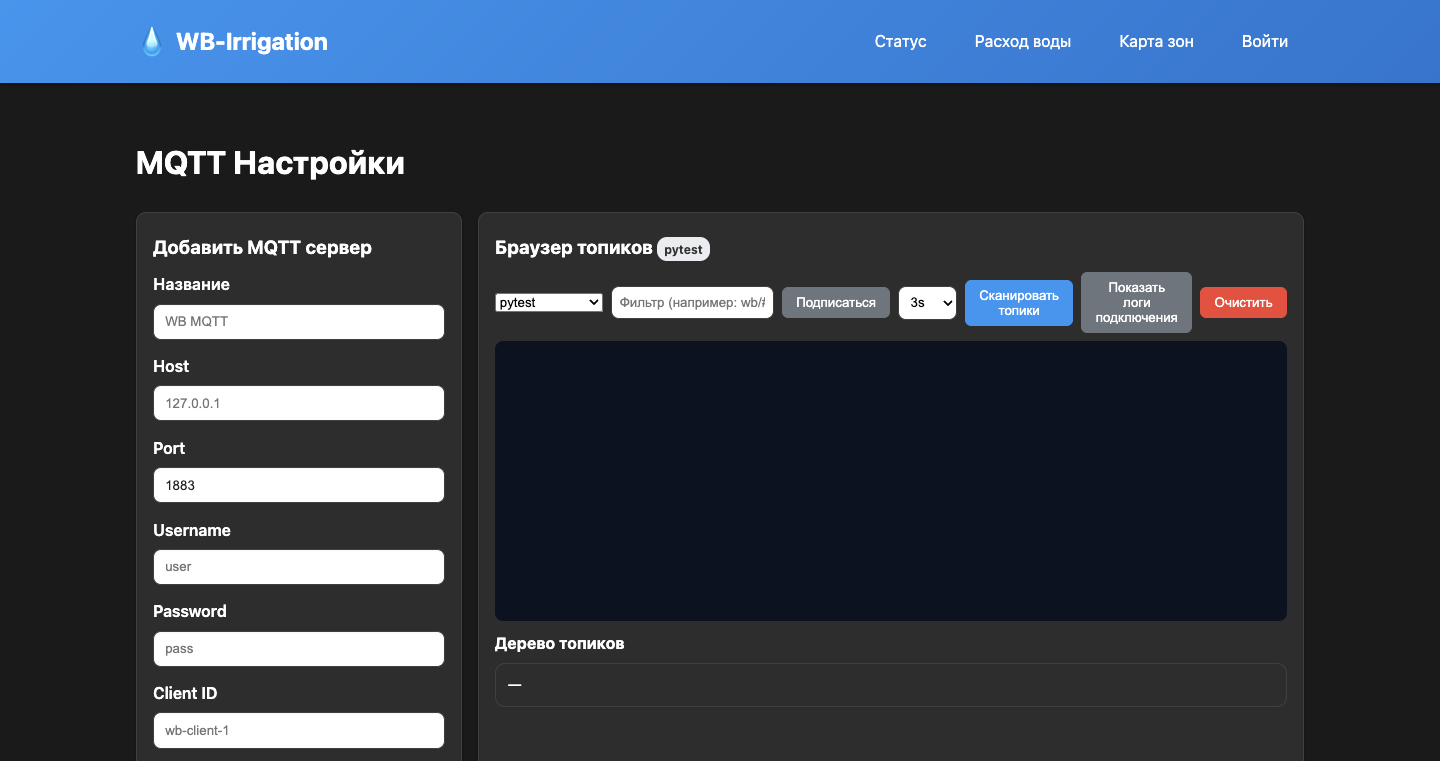 WB-Irrigation
Статус
Расход воды
Карта зон
Войти
MQTT Настройки
Добавить MQTT сервер
Название
WB MQTT
Host
127.0.0.1
Port
1883
Username
user
Password
pass
Client ID
wb-client-1
Браузер топиков pytest
pytest
Фильтр (например: wb/#
Подписаться
3s
Сканировать
топики
Показать
логи
подключения
Очистить
Дерево топиков
—